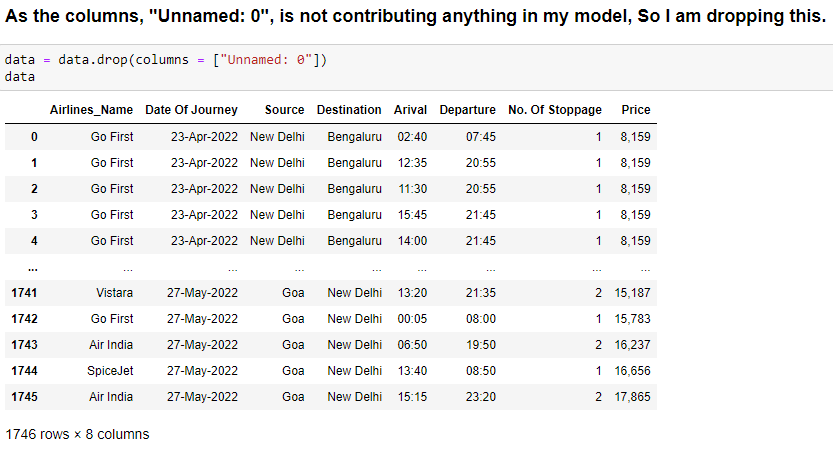 As the columns, "Unnamed: 0", is not contributing anything in my model, So I am dropping this.
data = data.drop(columns = ["Unnamed: 0"])
data
Airlines_Name Date Of Journey Source Destination Arival Departure No. Of Stoppage Price
0 Go First 23-Apr-2022 New Delhi Bengaluru 02:40 07:45 1 8,159
1 Go First 23-Apr-2022 New Delhi Bengaluru 12:35 20:55 1 8,159
2 Go First 23-Apr-2022 New Delhi Bengaluru 11:30 20:55 1 8,159
3 Go First 23-Apr-2022 New Delhi Bengaluru 15:45 21:45 1 8,159
4 Go First 23-Apr-2022 New Delhi Bengaluru 14:00 21:45 1 8,159
... ... ... ... ... ... ... ... ...
1741 Vistara 27-May-2022 Goa New Delhi 13:20 21:35 2 15,187
1742 Go First 27-May-2022 Goa New Delhi 00:05 08:00 1 15,783
1743 Air India 27-May-2022 Goa New Delhi 06:50 19:50 2 16,237
1744 SpiceJet 27-May-2022 Goa New Delhi 13:40 08:50 1 16,656
1745 Air India 27-May-2022 Goa New Delhi 15:15 23:20 2 17,865
1746 rows × 8 columns